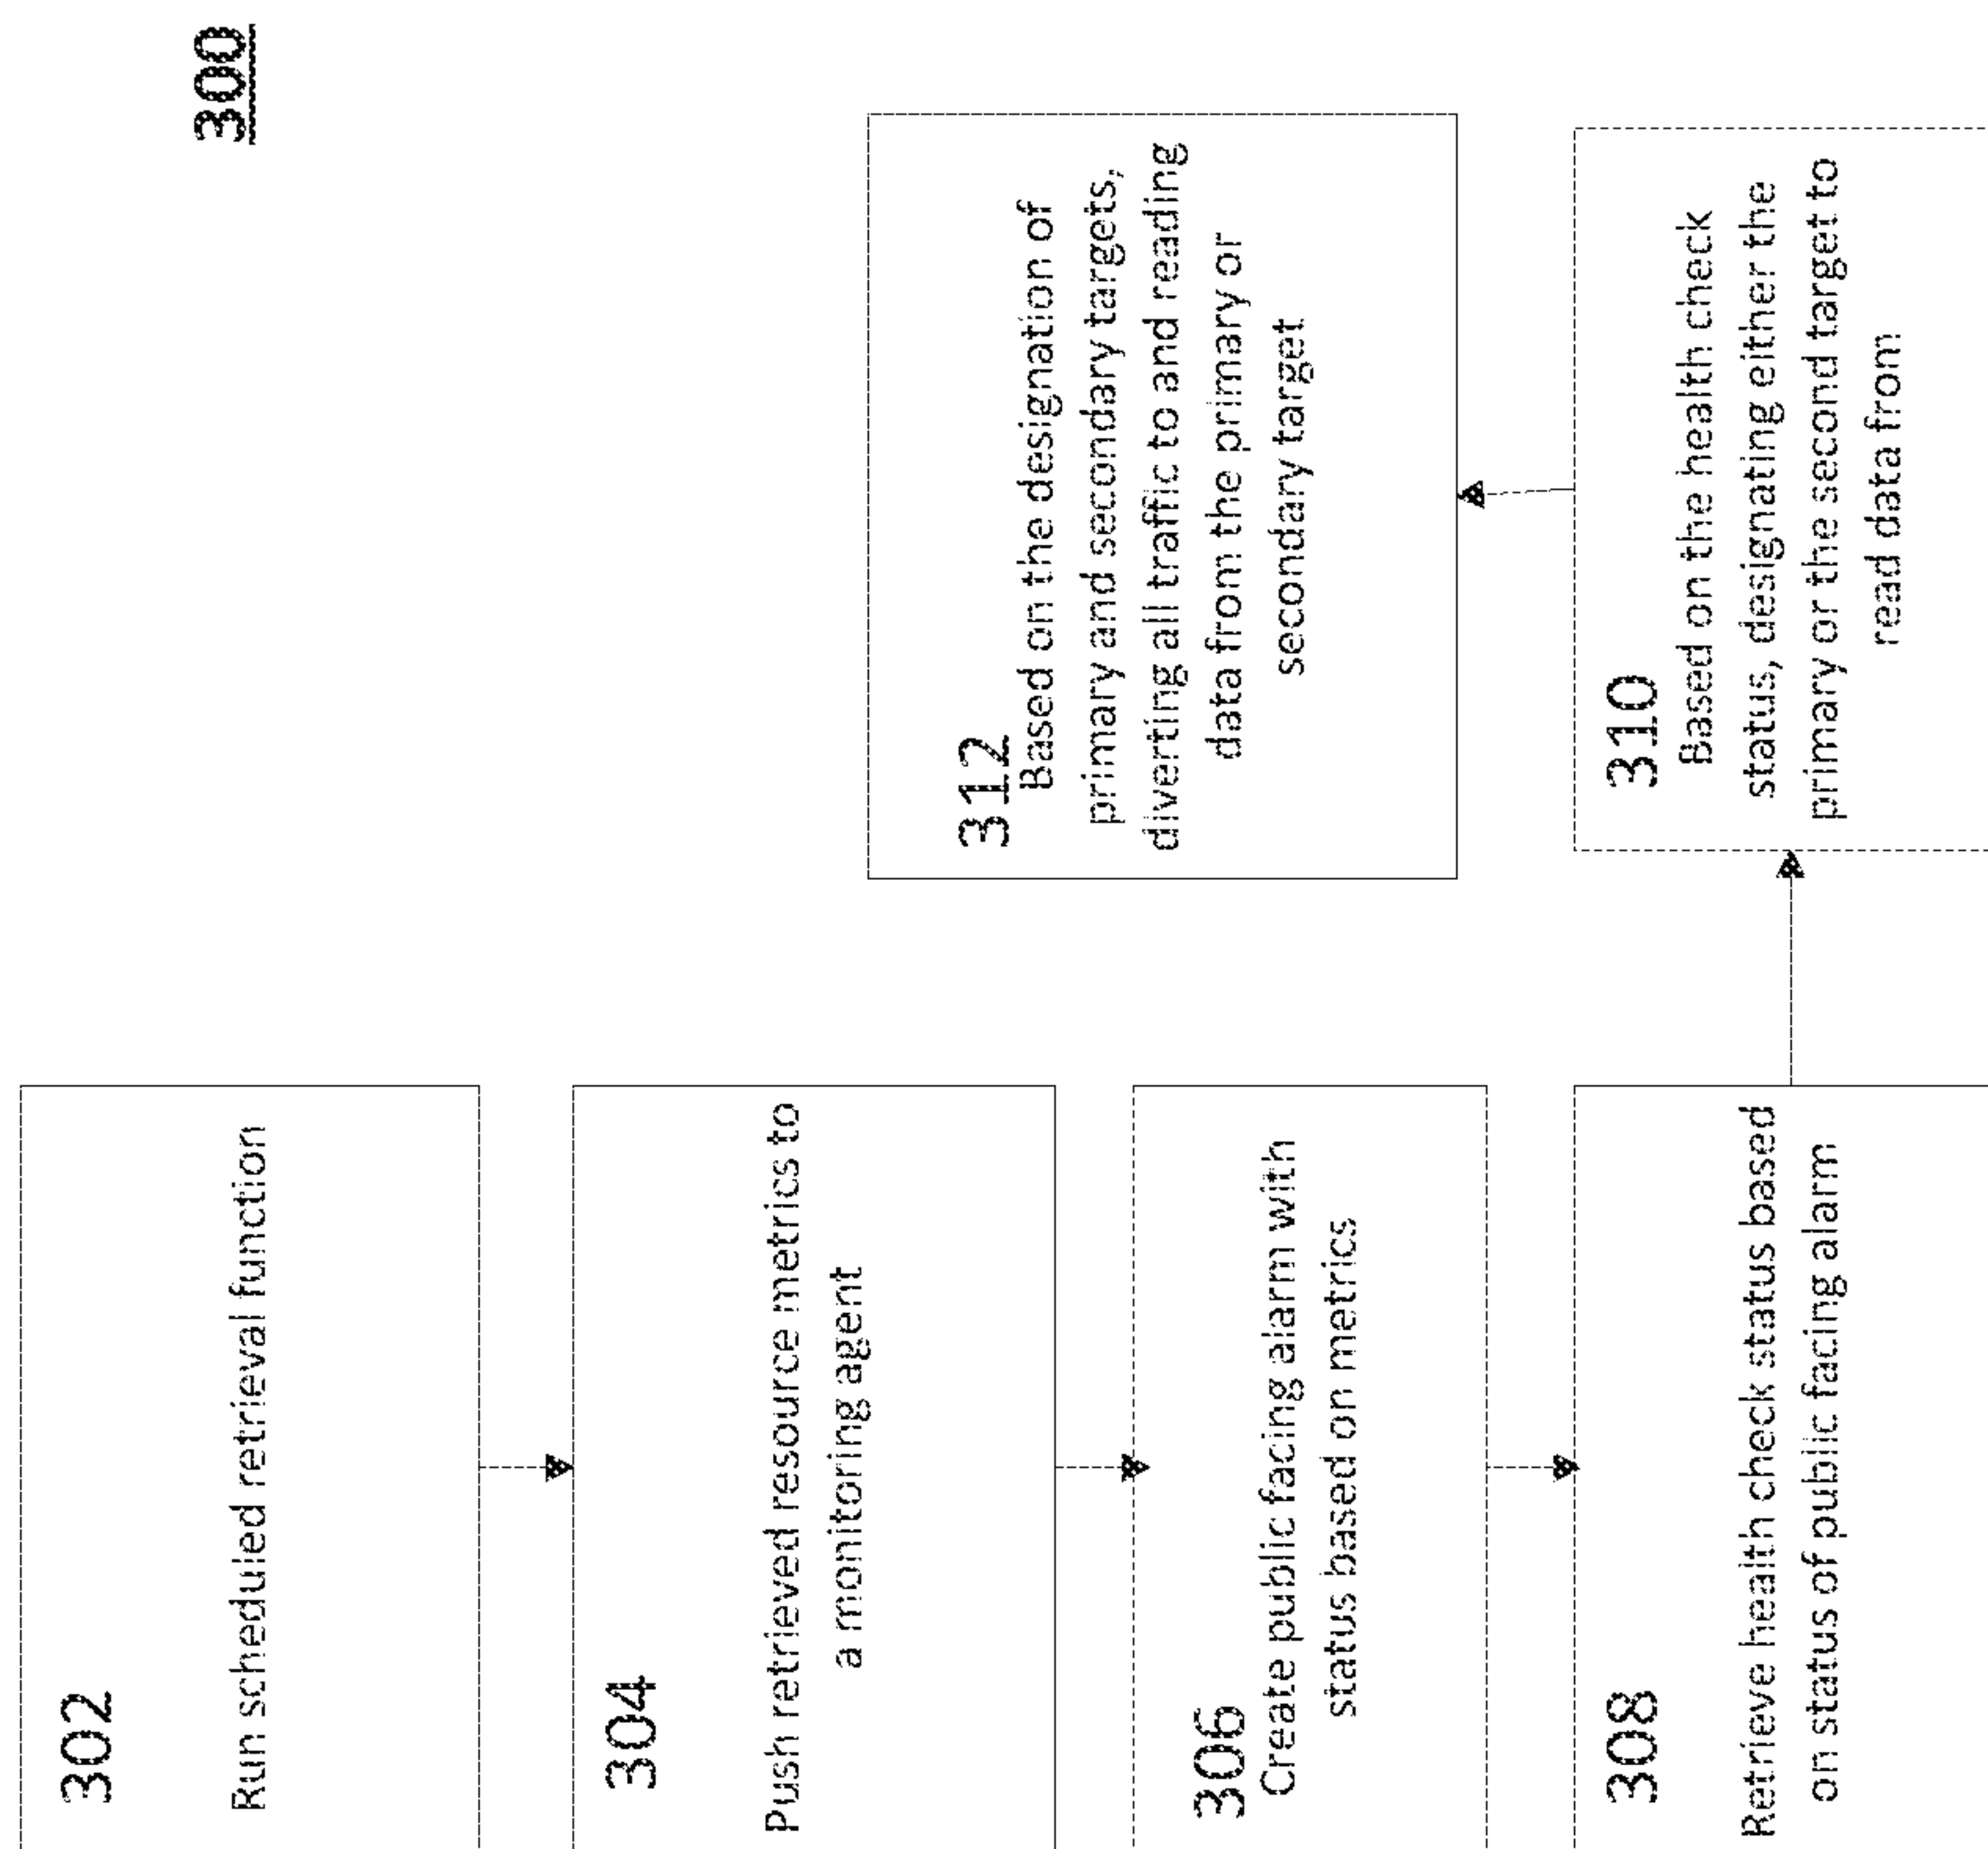 300
302
Run scheduled retrieval function
304
Push retrieved resource metrics to
a monitoring agent
306
Create public facing alarm with
status based on metrics
308
Retrieve health check status based
on status of public facing alarm
310
Based on the health check
status, designating either the
primary or the second target to
read data from
312
Based on the designation of
primary and secondary targets,
diverting all traffic to and reading
data from the primary or
secondary target